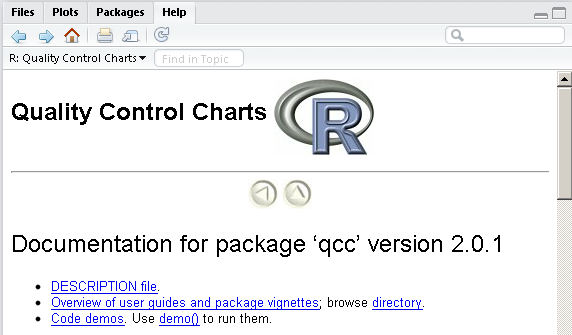 Files Plots Packages Help
R: Quality Control Charts Find in Topic
Quality Control Charts R
Documentation for package ‘qcc’ version 2.0.1
DESCRIPTION file.
Overview of user guides and package vignettes; browse directory.
Code demos. Use demo() to run them.